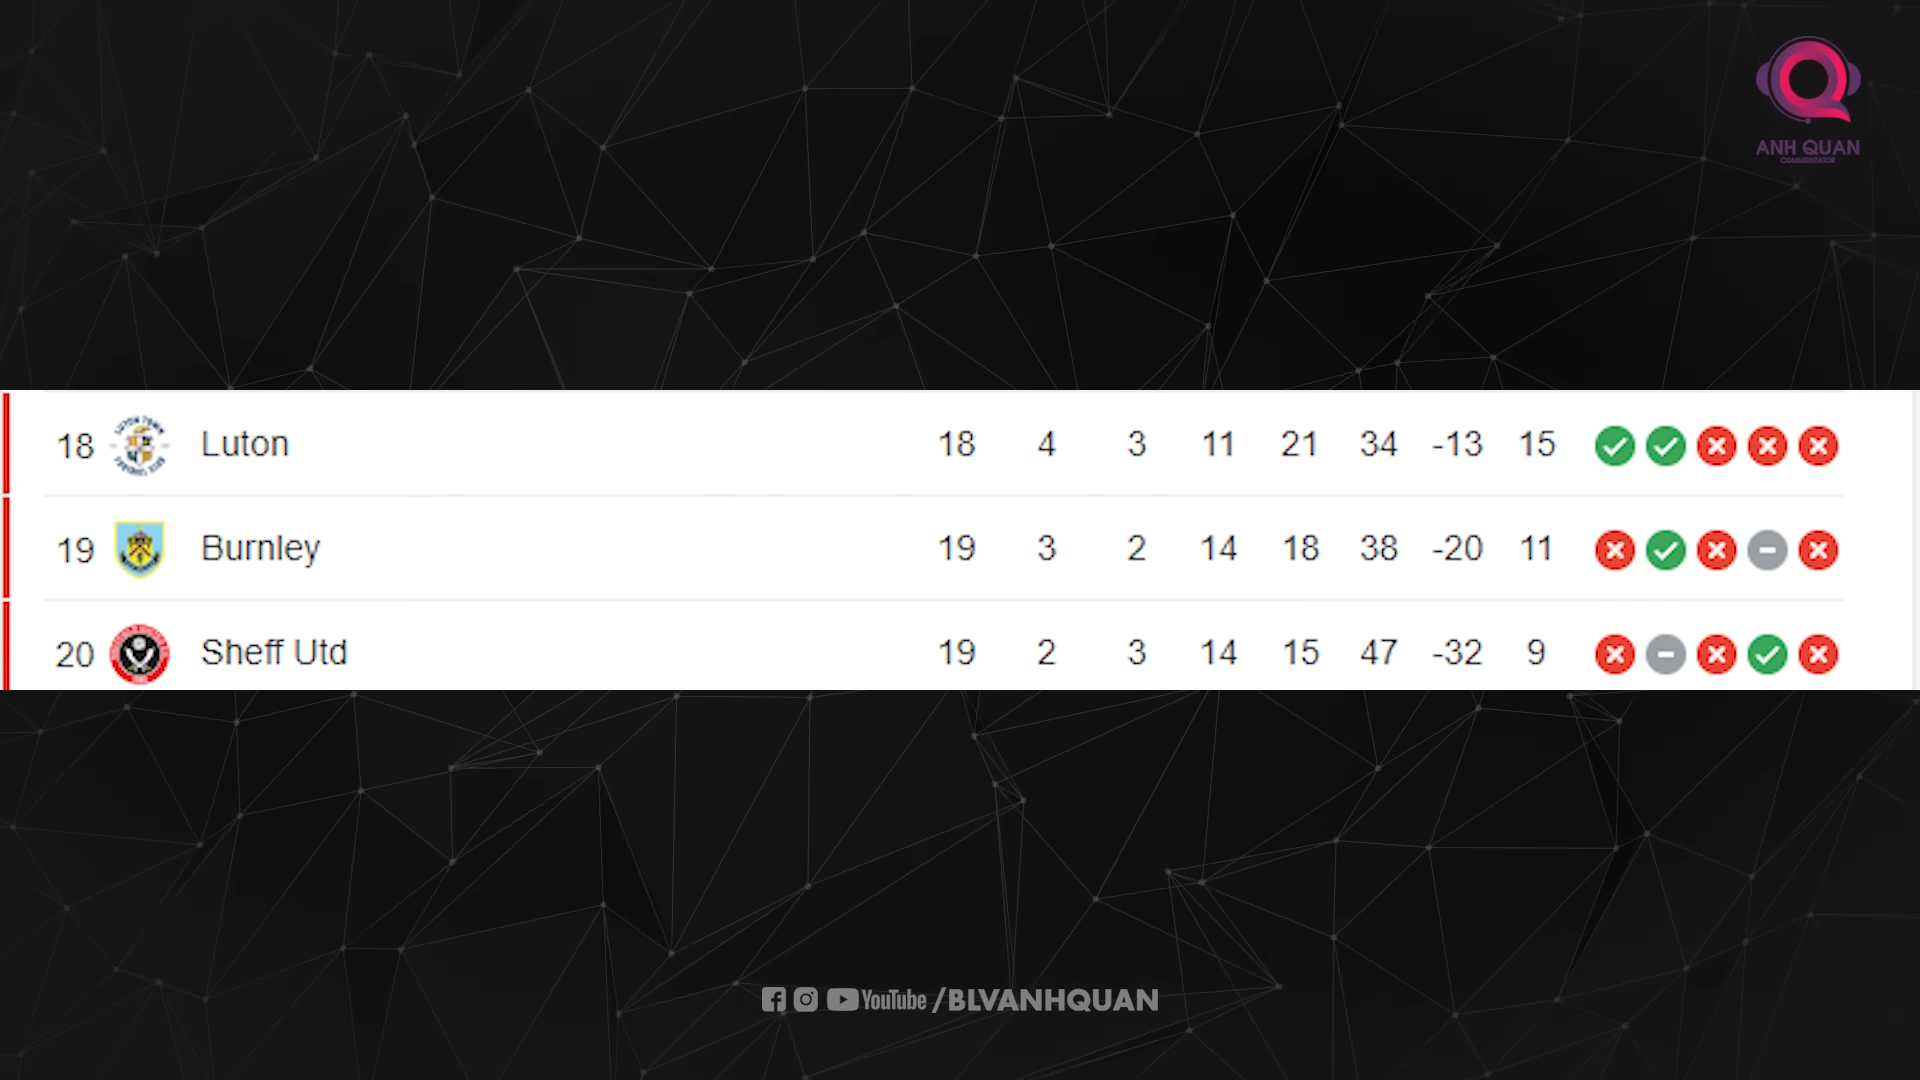 ANH QUAN
COMMENTATOR
18 Luton 18 4 3 11 21 34 -13 15
19 Burnley 19 3 2 14 18 38 -20 11
20 Sheff Utd 19 2 3 14 15 47 -32 9
YouTube /BLVANHQUAN